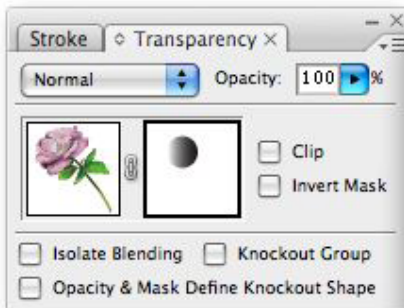 Stroke Transparency
Normal Opacity: 100 %
Clip
Invert Mask
Isolate Blending Knockout Group
Opacity & Mask Define Knockout Shape